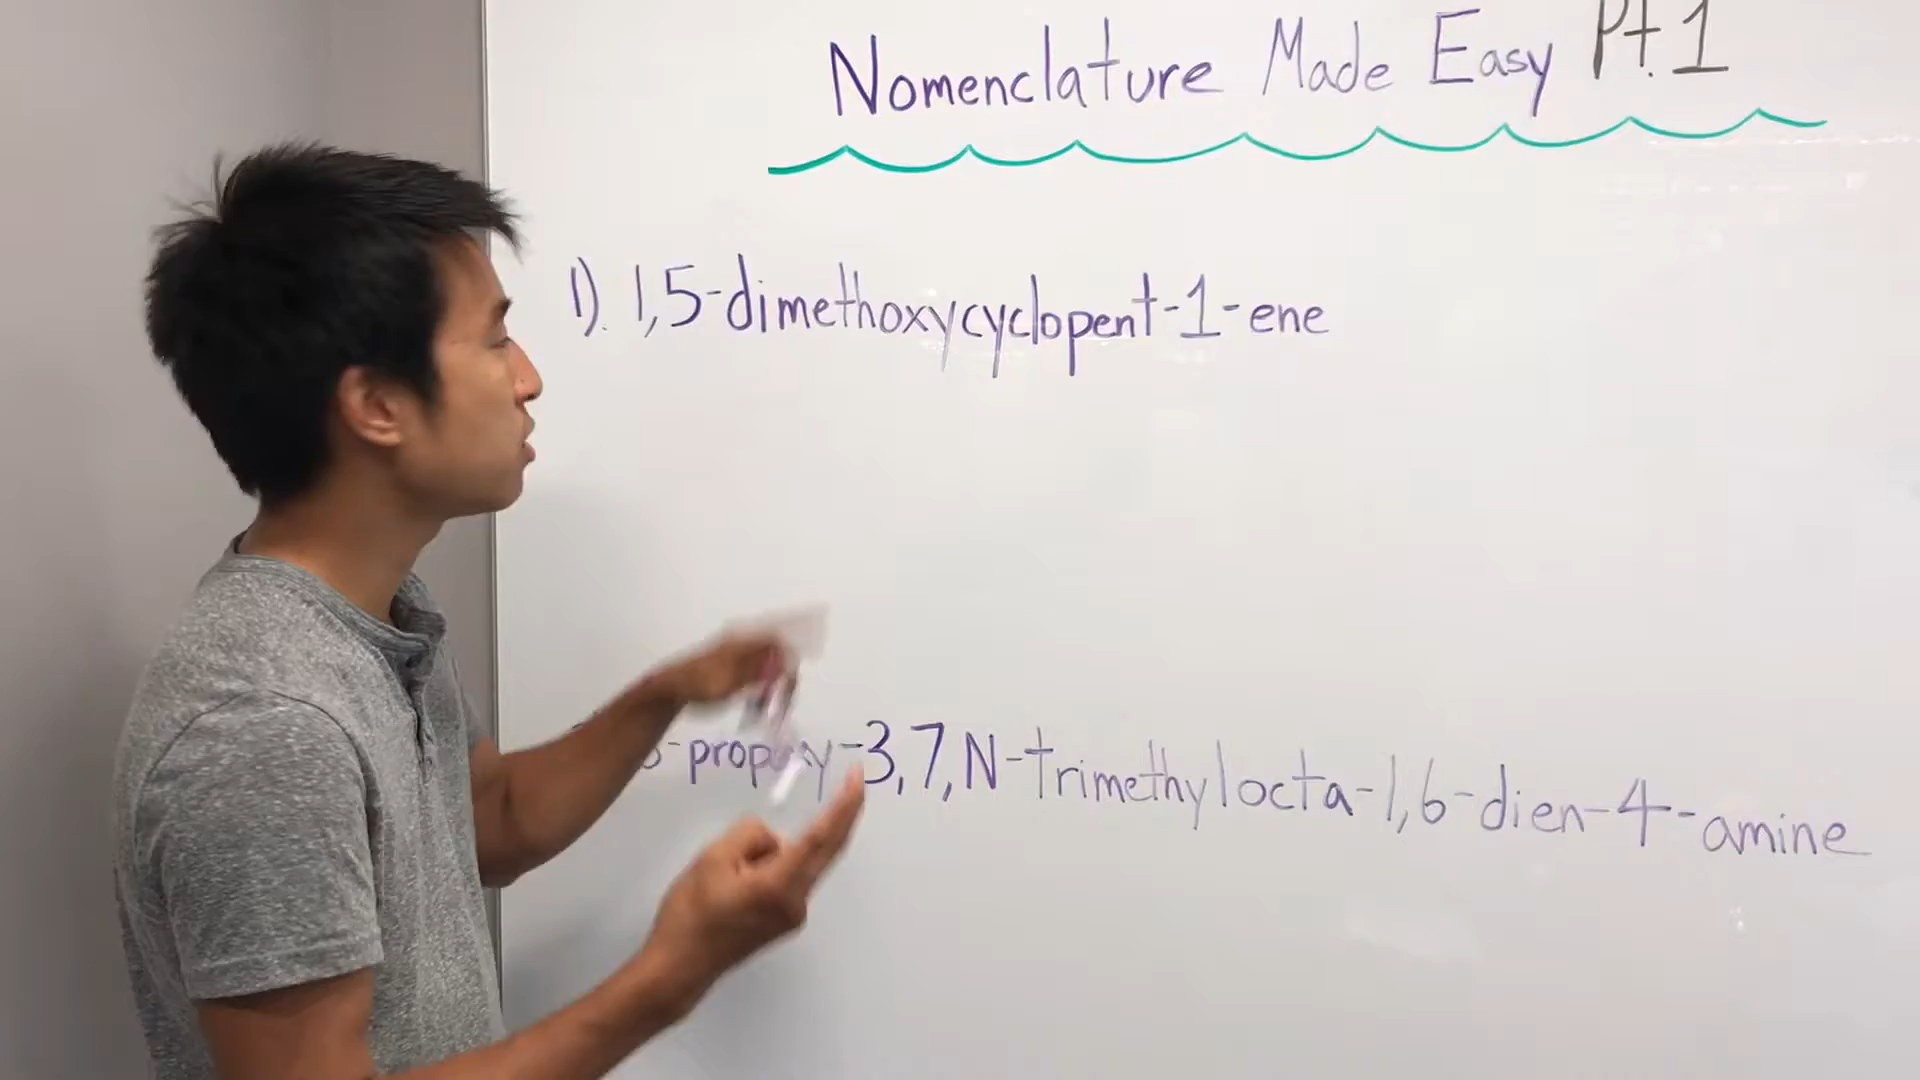 Nomenclature Made Easy Pt. 1
1). 1,5-dimethoxycyclopent-1-ene
-propoxy-3,7,N-trimethylocta-1,6-dien-4-amine